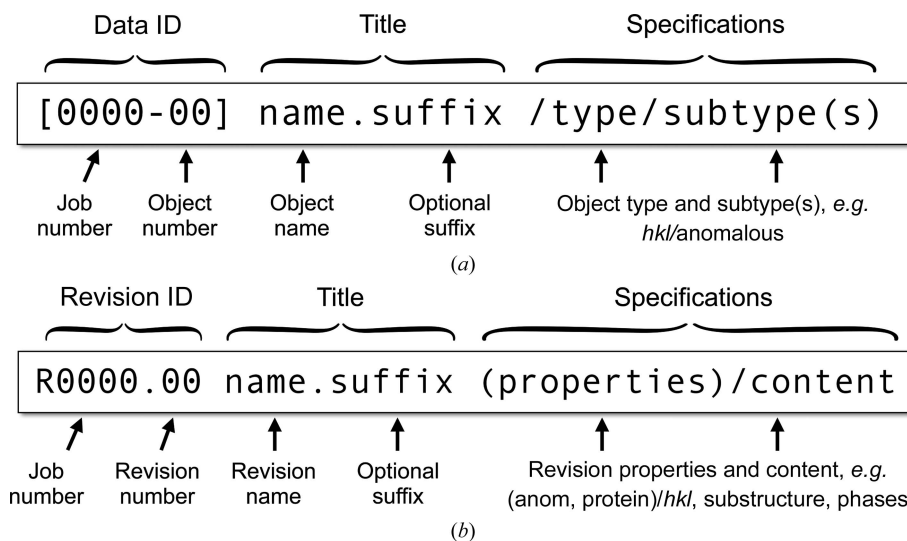 Data ID Title Specifications
[0000-00] name.suffix /type/subtype(s)
Job number Object number Object name Optional suffix Object type and subtype(s), e.g. hkl/anomalous
(a)
Revision ID Title Specifications
R0000.00 name.suffix (properties)/content
Job number Revision number Revision name Optional suffix Revision properties and content, e.g. (anom, protein)/hkl, substructure, phases
(b)